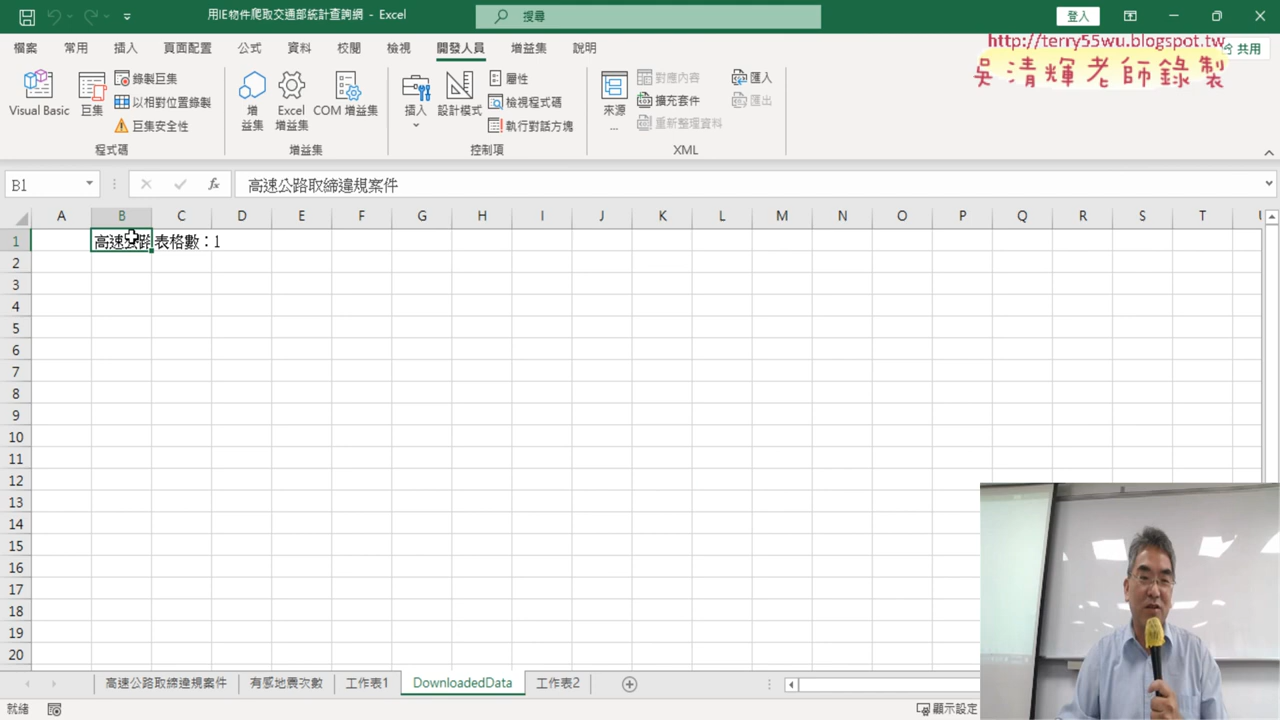 用IE物件爬取交通部統計查詢網 - Excel
搜尋
登入
檔案 常用 插入 頁面配置 公式 資料 校閱 檢視 開發人員 增益集 說明
共用
http://terry55wu.blogspot.tw
吳清輝老師錄製
Visual Basic
巨集
錄製巨集
以相對位置錄製
巨集安全性
程式碼
增益集
Excel 增益集
COM 增益集
增益集
插入
設計模式
屬性
檢視程式碼
執行對話方塊
控制項
來源
...
對應內容
擴充套件
重新整理資料
匯入
匯出
XML
B1
fx
高速公路取締違規案件
A B C D E F G H I J K L M N O P Q R S T U
1 高速公路 表格數：1
2
3
4
5
6
7
8
9
10
11
12
13
14
15
16
17
18
19
20
高速公路取締違規案件 有感地震次數 工作表1 DownloadedData 工作表2
就緒
顯示設定